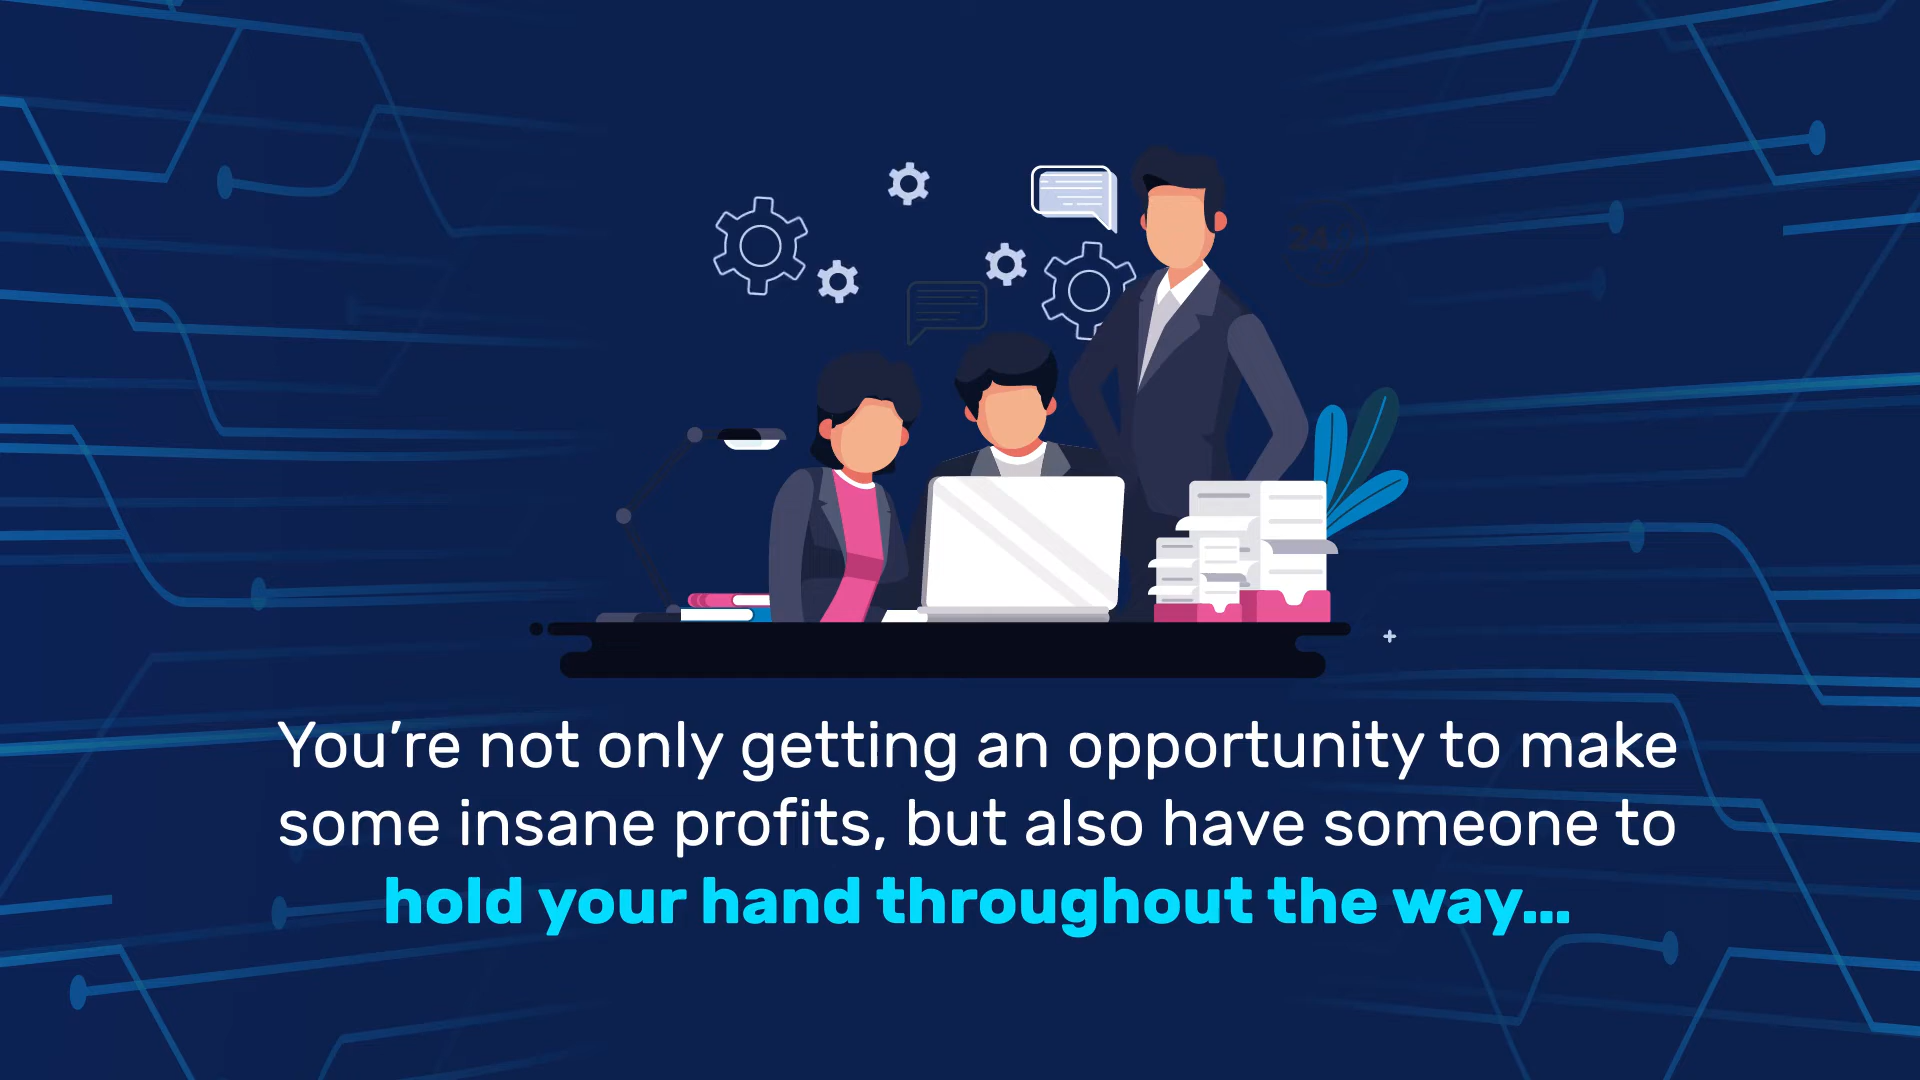 24
You’re not only getting an opportunity to make
some insane profits, but also have someone to
hold your hand throughout the way...